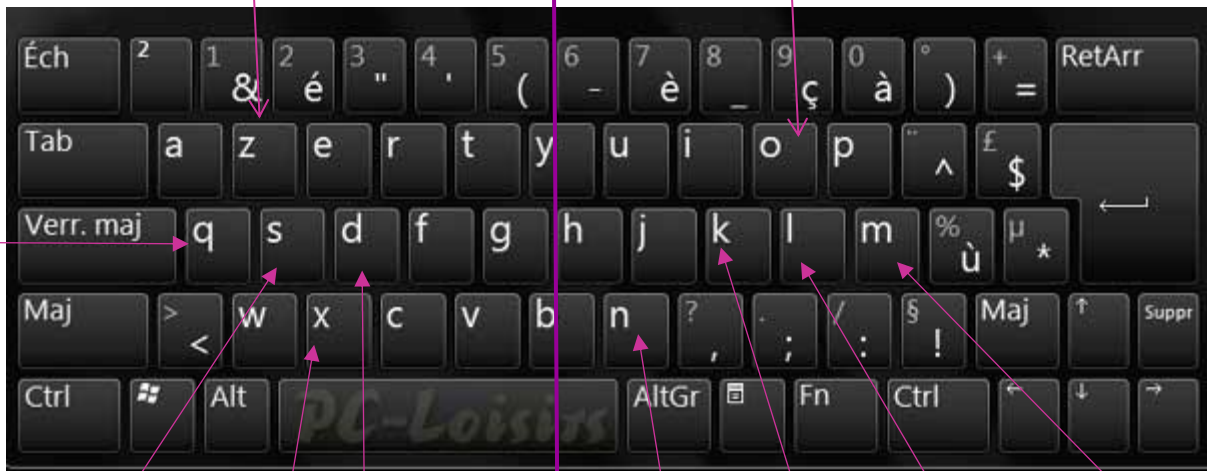 Éch ² 1 & 2 é 3 " 4 ' 5 ( 6 - 7 è 8 _ 9 ç 0 à ° ) + = RetArr
Tab a z e r t y u i o p ¨ ^ £ $
Verr. maj q s d f g h j k l m % ù µ *
Maj > < w x c v b n ? , . ; / : § ! Maj ↑ Suppr
Ctrl Alt PC-Loisirs AltGr Fn Ctrl ← ↓ →